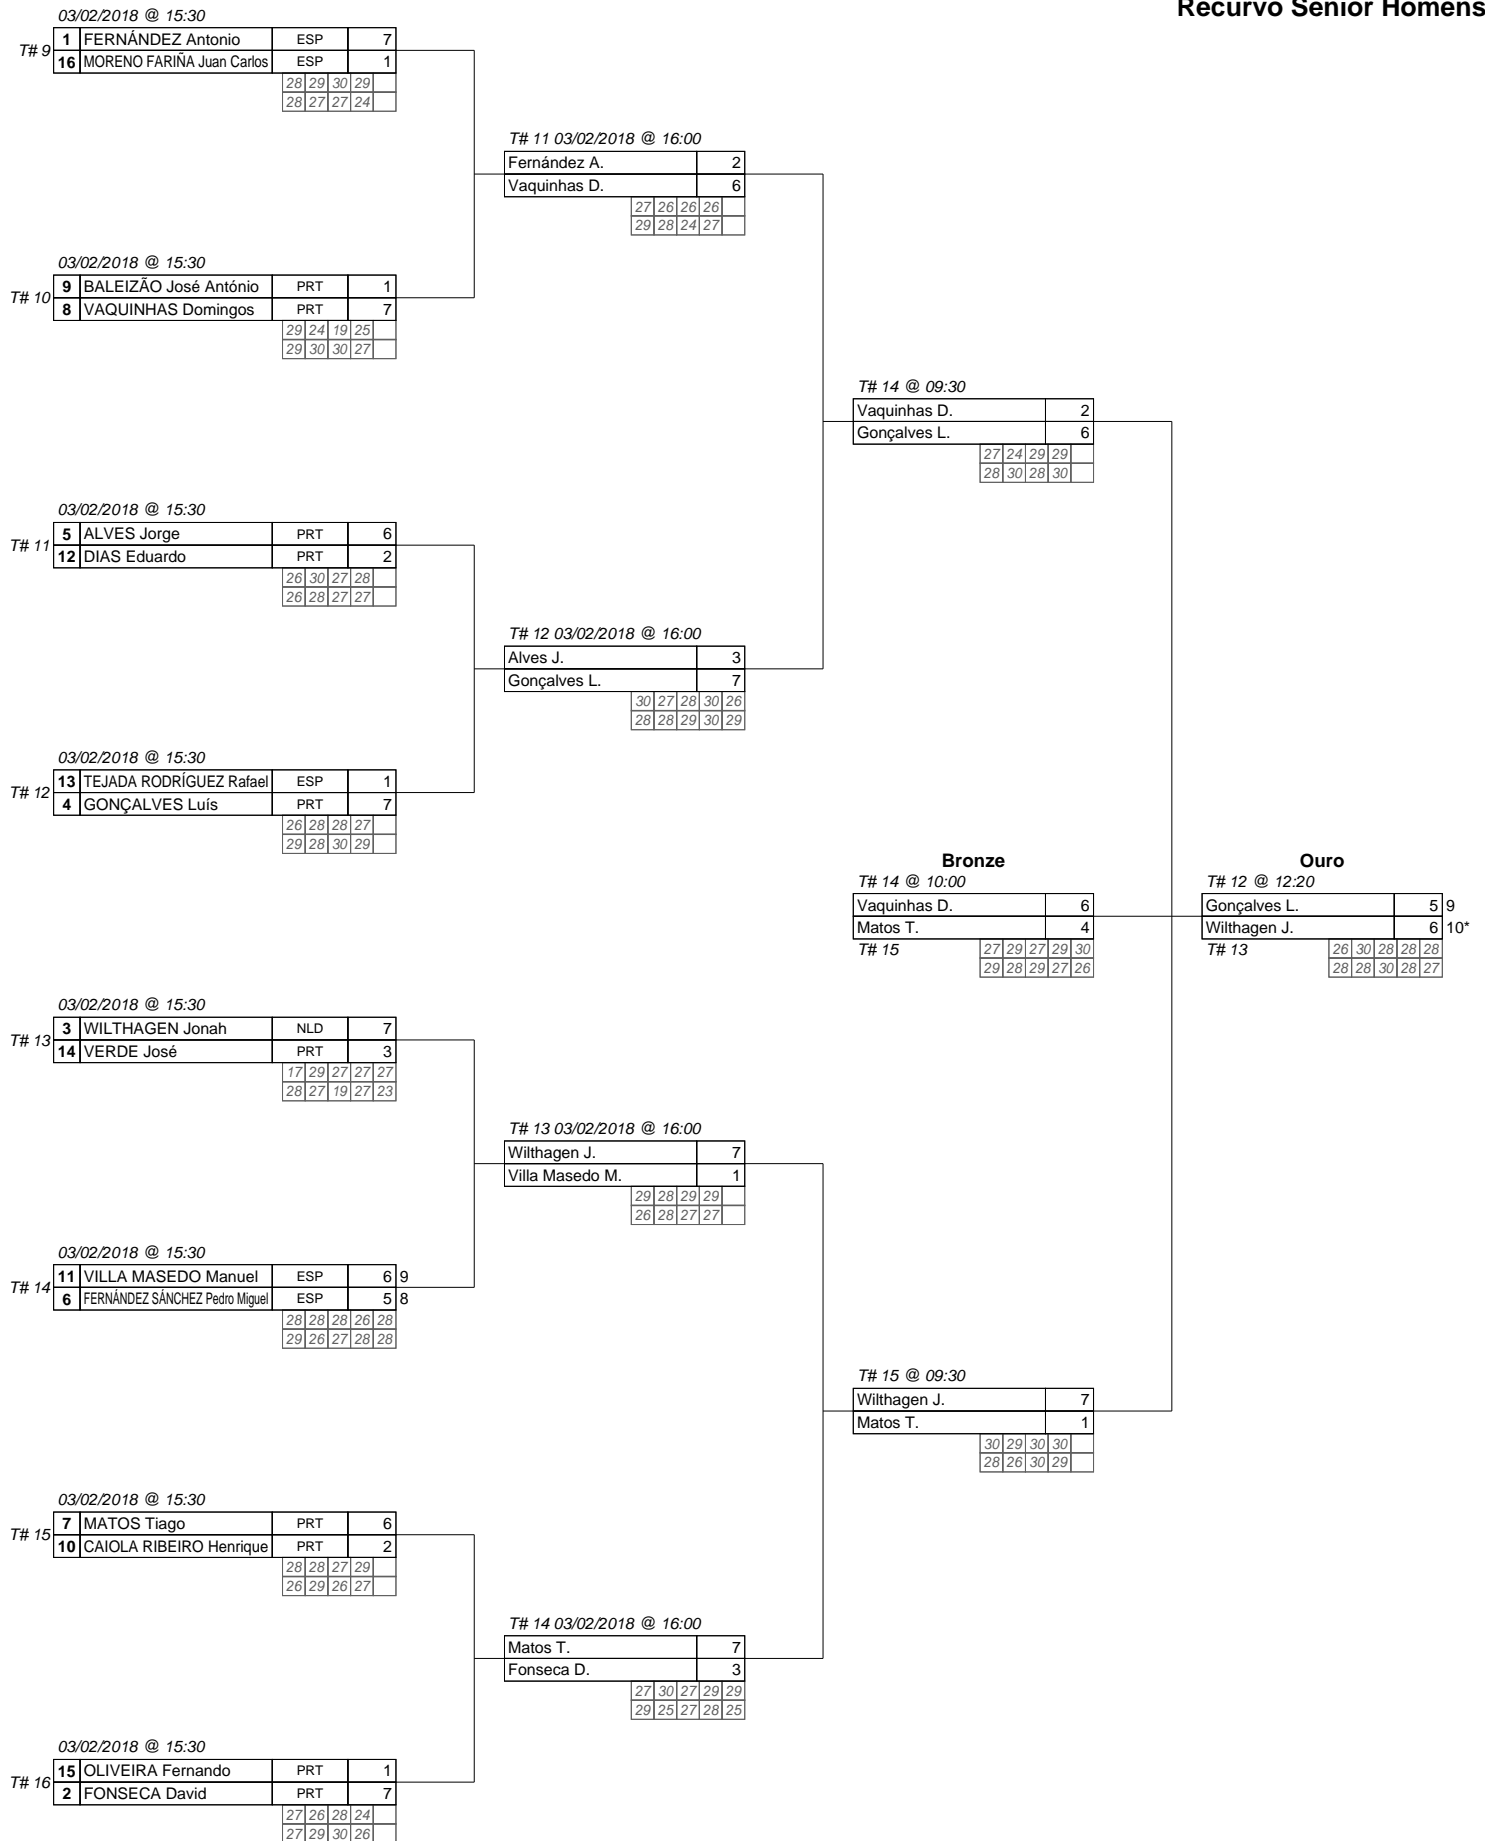 Recurvo Senior Homens
03/02/2018 @ 15:30
T# 9
1 FERNÁNDEZ Antonio ESP 7
16 MORENO FARIÑA Juan Carlos ESP 1
28 29 30 29
28 27 27 24
T# 11 03/02/2018 @ 16:00
Fernández A. 2
Vaquinhas D. 6
27 26 26 26
29 28 24 27
03/02/2018 @ 15:30
T# 10
9 BALEIZÃO José António PRT 1
8 VAQUINHAS Domingos PRT 7
29 24 19 25
29 30 30 27
T# 14 @ 09:30
Vaquinhas D. 2
Gonçalves L. 6
27 24 29 29
28 30 28 30
03/02/2018 @ 15:30
T# 11
5 ALVES Jorge PRT 6
12 DIAS Eduardo PRT 2
26 30 27 28
26 28 27 27
T# 12 03/02/2018 @ 16:00
Alves J. 3
Gonçalves L. 7
30 27 28 30 26
28 28 29 30 29
03/02/2018 @ 15:30
T# 12
13 TEJADA RODRÍGUEZ Rafael ESP 1
4 GONÇALVES Luís PRT 7
26 28 28 27
29 28 30 29
Bronze
T# 14 @ 10:00
Vaquinhas D. 6
Matos T. 4
T# 15
27 29 27 29 30
29 28 29 27 26
Ouro
T# 12 @ 12:20
Gonçalves L. 5 9
Wilthagen J. 6 10*
T# 13
26 30 28 28 28
28 28 30 28 27
03/02/2018 @ 15:30
T# 13
3 WILTHAGEN Jonah NLD 7
14 VERDE José PRT 3
17 29 27 27 27
28 27 19 27 23
T# 13 03/02/2018 @ 16:00
Wilthagen J. 7
Villa Masedo M. 1
29 28 29 29
26 28 27 27
03/02/2018 @ 15:30
T# 14
11 VILLA MASEDO Manuel ESP 6 9
6 FERNÁNDEZ SÁNCHEZ Pedro Miguel ESP 5 8
28 28 28 26 28
29 26 27 28 28
T# 15 @ 09:30
Wilthagen J. 7
Matos T. 1
30 29 30 30
28 26 30 29
03/02/2018 @ 15:30
T# 15
7 MATOS Tiago PRT 6
10 CAIOLA RIBEIRO Henrique PRT 2
28 28 27 29
26 29 26 27
T# 14 03/02/2018 @ 16:00
Matos T. 7
Fonseca D. 3
27 30 27 29 29
29 25 27 28 25
03/02/2018 @ 15:30
T# 16
15 OLIVEIRA Fernando PRT 1
2 FONSECA David PRT 7
27 26 28 24
27 29 30 26